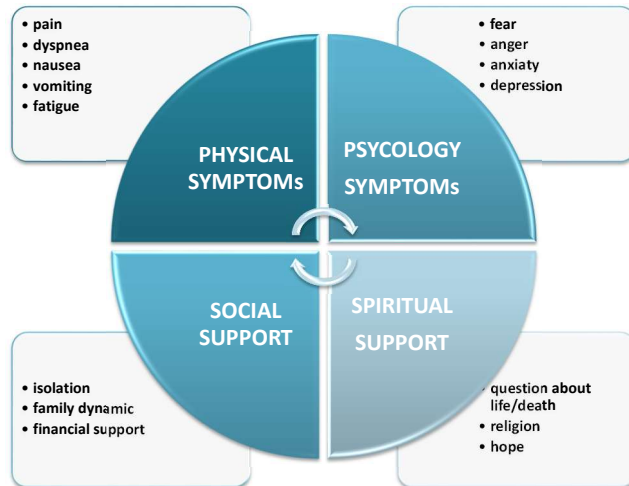 • pain
• dyspnea
• nausea
• vomiting
• fatigue
• fear
• anger
• anxiaty
• depression
PHYSICAL
SYMPTOMs
PSYCOLOGY
SYMPTOMs
SOCIAL
SUPPORT
SPIRITUAL
SUPPORT
• isolation
• family dynamic
• financial support
• question about
life/death
• religion
• hope